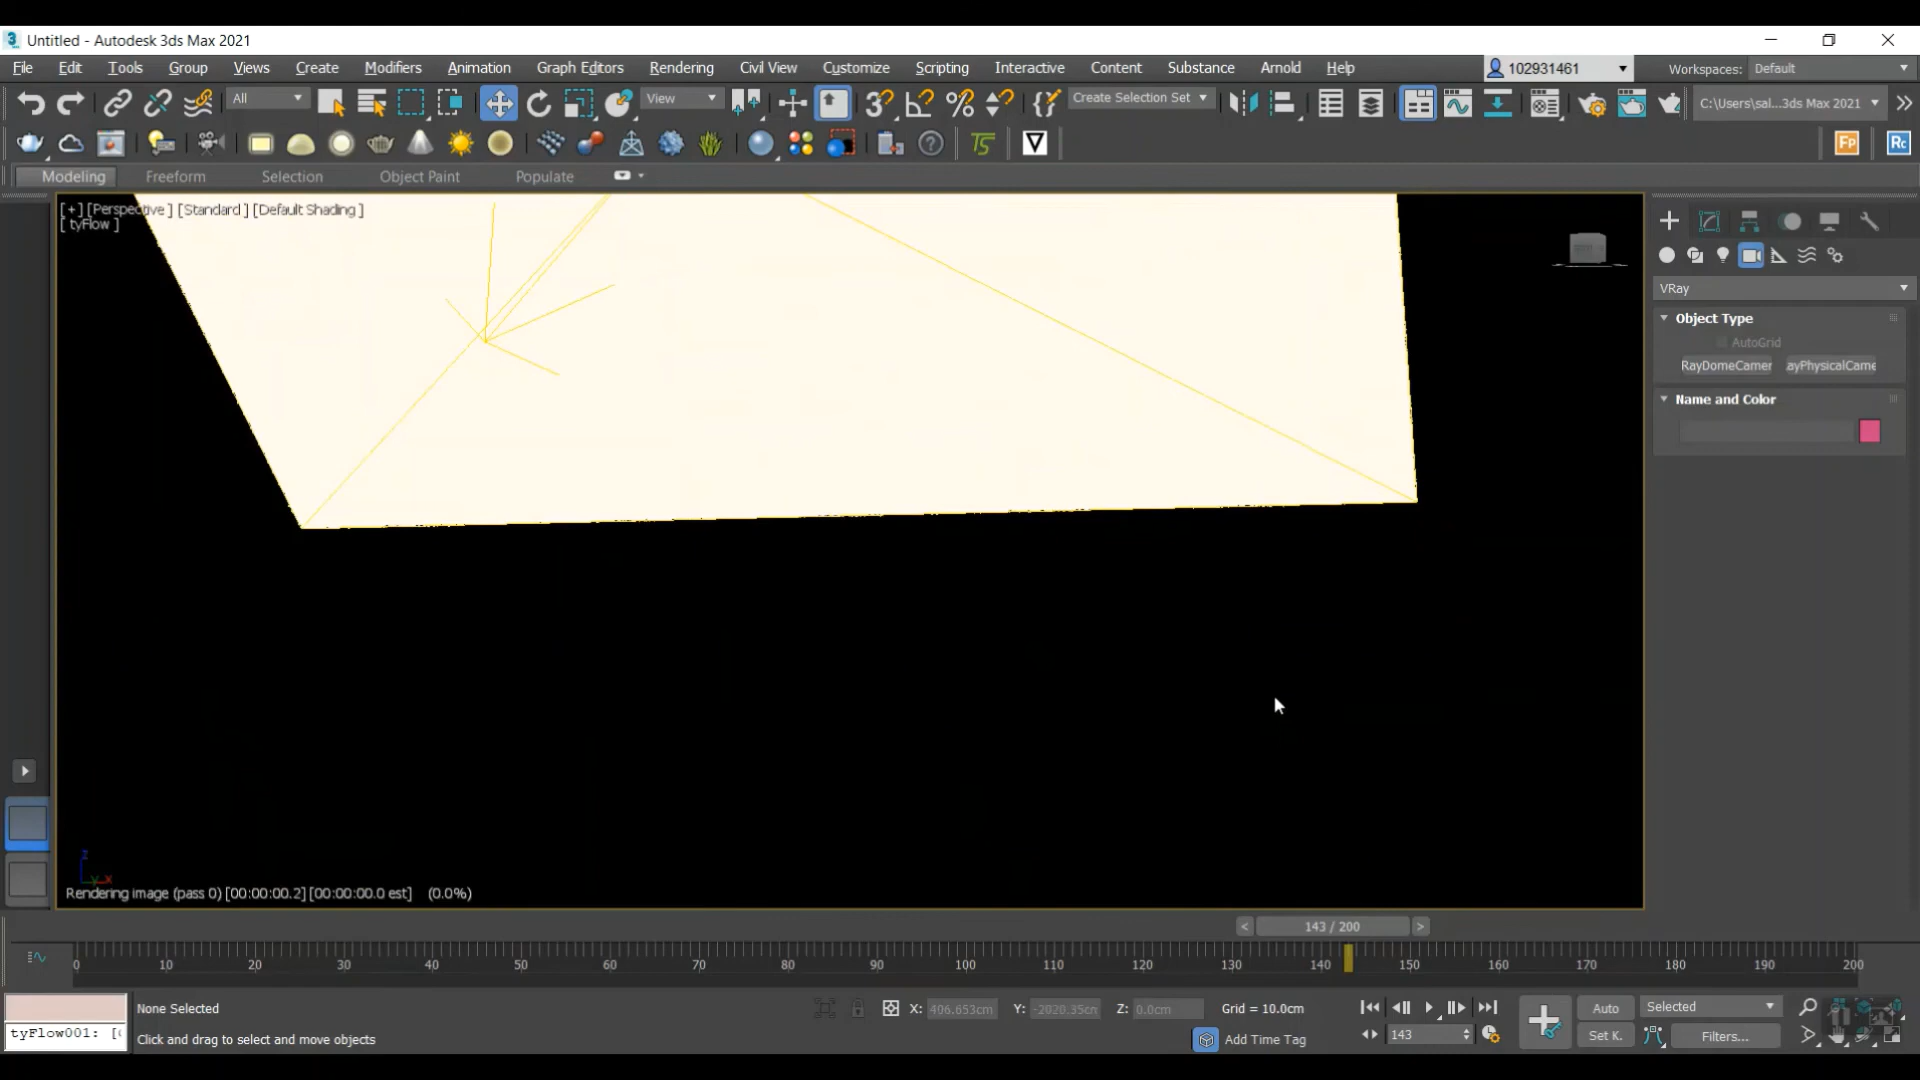 Untitled - Autodesk 3ds Max 2021
File Edit Tools Group Views Create Modifiers Animation Graph Editors Rendering Civil View Customize Scripting Interactive Content Substance Arnold Help 102931461 Workspaces: Default
All View Create Selection Set C:\Users\sal...3ds Max 2021
Fp Rc
Modeling Freeform Selection Object Paint Populate
[+] [Perspective] [Standard] [Default Shading]
[ tyFlow ]
VRay
Object Type
AutoGrid
RayDomeCamer ayPhysicalCame
Name and Color
z
y x
Rendering image (pass 0) [00:00:00.2] [00:00:00.0 est] (0.0%)
< 143 / 200 >
0 10 20 30 40 50 60 70 80 90 100 110 120 130 140 150 160 170 180 190 200
None Selected X: 406.653cm Y: -2020.35cm Z: 0.0cm Grid = 10.0cm Auto Selected
tyFlow001: [ Click and drag to select and move objects Add Time Tag 143 Set K. Filters...